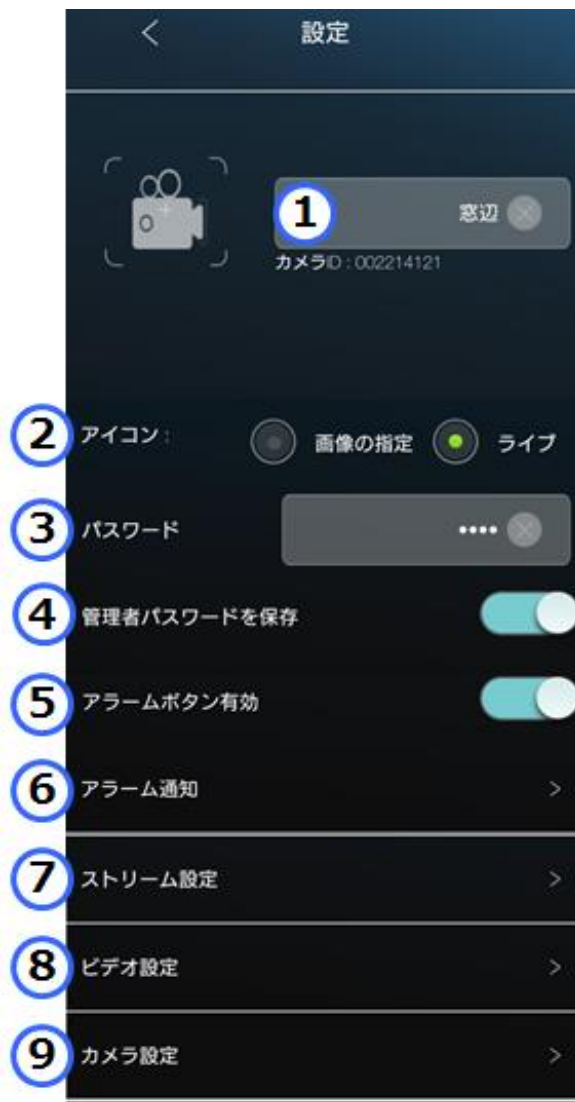 < 設定
1 窓辺
カメラID : 002214121
2 アイコン : 画像の指定 ライブ
3 パスワード ••••
4 管理者パスワードを保存
5 アラームボタン有効
6 アラーム通知 >
7 ストリーム設定 >
8 ビデオ設定 >
9 カメラ設定 >